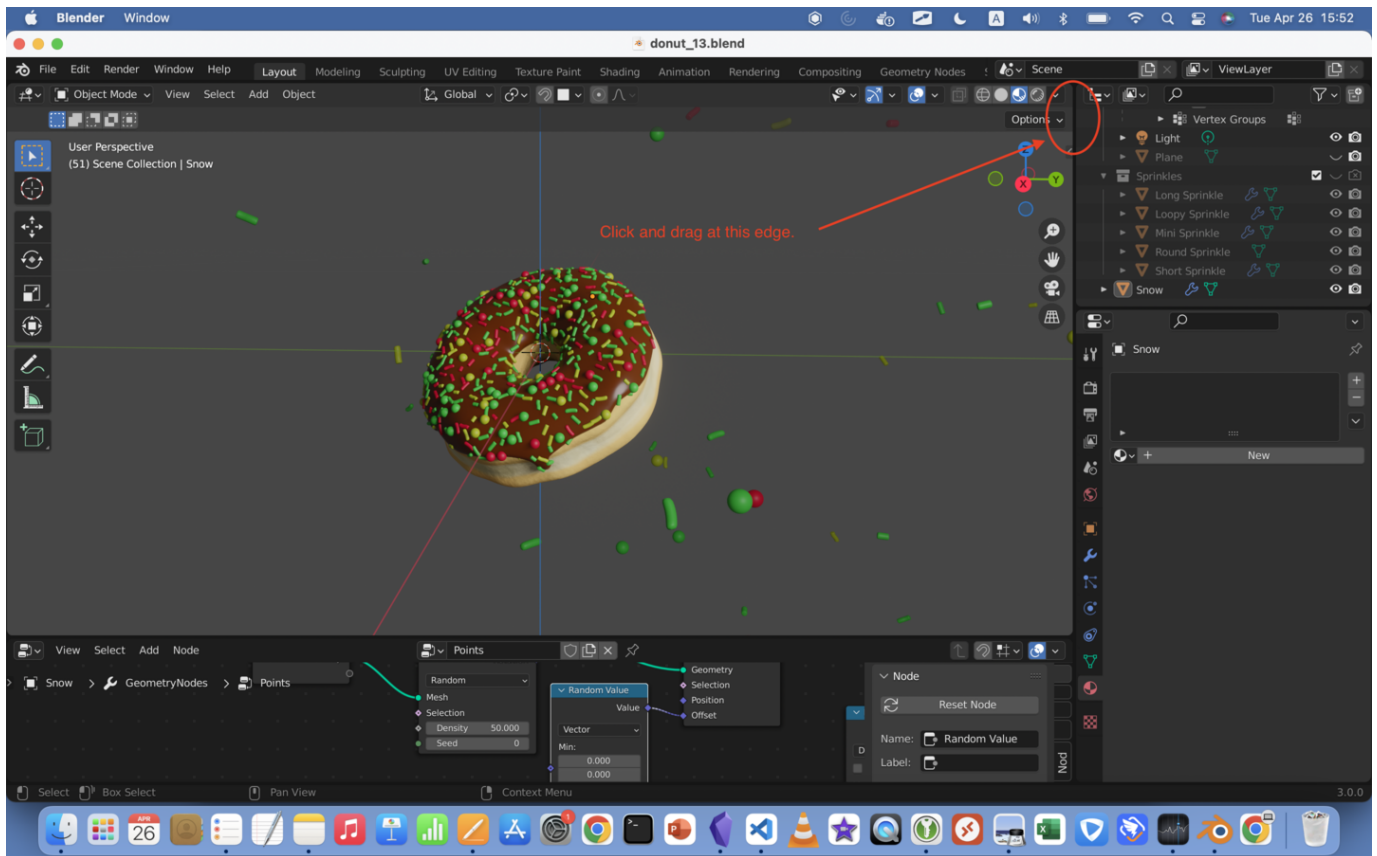 Blender Window
A
Tue Apr 26 15:52
donut_13.blend
File Edit Render Window Help Layout Modeling Sculpting UV Editing Texture Paint Shading Animation Rendering Compositing Geometry Nodes Scene ViewLayer
Object Mode View Select Add Object Global
Options
User Perspective
(51) Scene Collection | Snow
Z
X
Y
Click and drag at this edge.
Vertex Groups
Light
Plane
Sprinkles
Long Sprinkle
Loopy Sprinkle
Mini Sprinkle
Round Sprinkle
Short Sprinkle
Snow
Snow
+
−
+ New
View Select Add Node Points
Snow > GeometryNodes > Points
Random
Mesh
Selection
Density 50.000
Seed 0
Random Value
Value
Vector
Min:
0.000
0.000
Geometry
Selection
Position
Offset
D
Node
Reset Node
Name: Random Value
Label:
Nod
Select Box Select Pan View Context Menu 3.0.0
APR
26
1